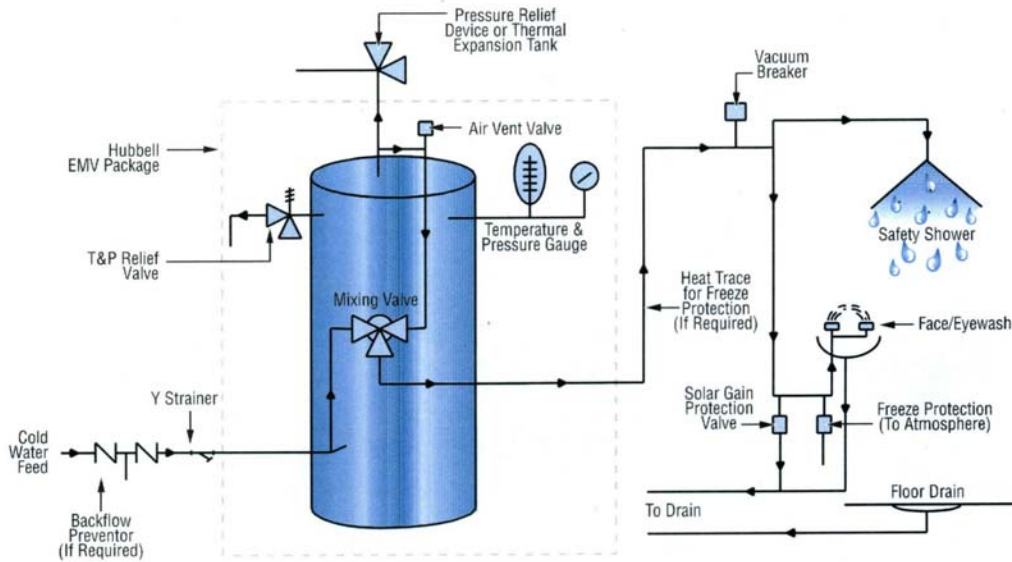 Pressure Relief
Device or Thermal
Expansion Tank
Vacuum
Breaker
Air Vent Valve
Hubbell
EMV Package
T&P Relief
Valve
Temperature &
Pressure Gauge
Safety Shower
Mixing Valve
Heat Trace
for Freeze
Protection
(If Required)
Face/Eyewash
Y Strainer
Solar Gain
Protection
Valve
Freeze Protection
(To Atmosphere)
Cold
Water
Feed
Backflow
Preventor
(If Required)
To Drain
Floor Drain